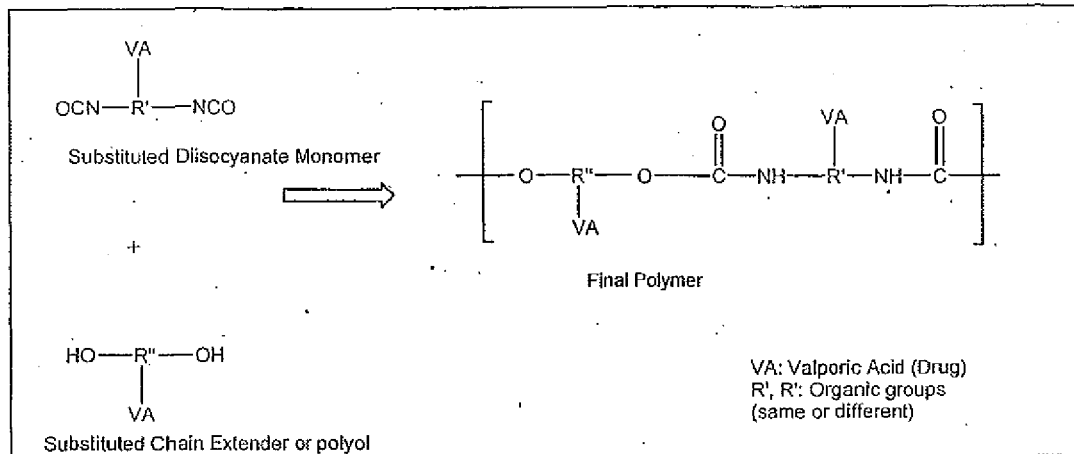 VA
OCN—R'—NCO
Substituted Diisocyanate Monomer
+
HO—R"—OH
VA
Substituted Chain Extender or polyol
O O
VA
O—R"—O—C—NH—R'—NH—C
VA
Final Polymer
VA: Valporic Acid (Drug)
R', R': Organic groups
(same or different)